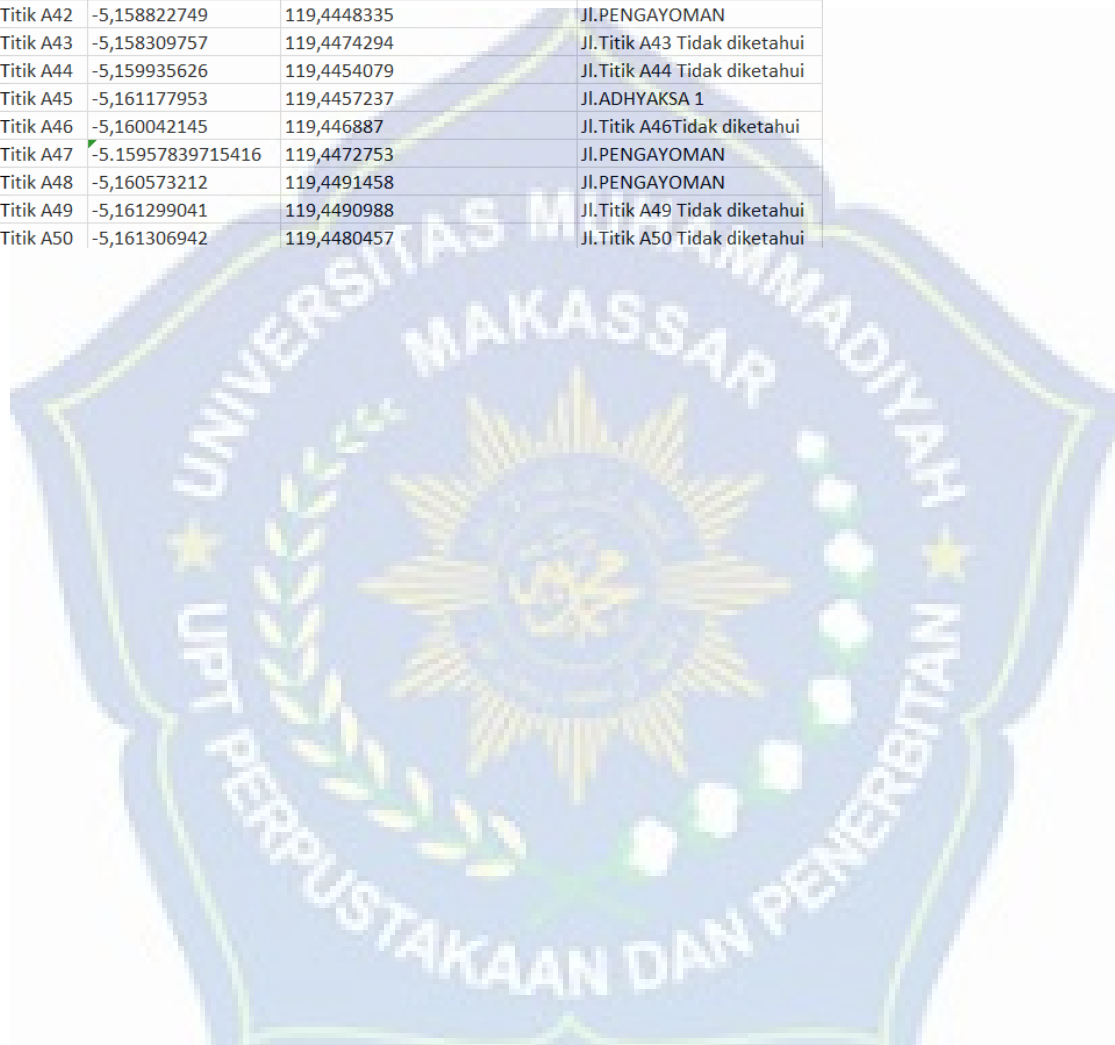 Titik A42 -5,158822749 119,4448335 Jl.PENGAYOMAN
Titik A43 -5,158309757 119,4474294 Jl.Titik A43 Tidak diketahui
Titik A44 -5,159935626 119,4454079 Jl.Titik A44 Tidak diketahui
Titik A45 -5,161177953 119,4457237 Jl.ADHYAKSA 1
Titik A46 -5,160042145 119,446887 Jl.Titik A46Tidak diketahui
Titik A47 -5.15957839715416 119,4472753 Jl.PENGAYOMAN
Titik A48 -5,160573212 119,4491458 Jl.PENGAYOMAN
Titik A49 -5,161299041 119,4490988 Jl.Titik A49 Tidak diketahui
Titik A50 -5,161306942 119,4480457 Jl.Titik A50 Tidak diketahui
UNIVERSITAS MUHAMMADIYAH
MAKASSAR
UPT PERPUSTAKAAN DAN PENERBITAN